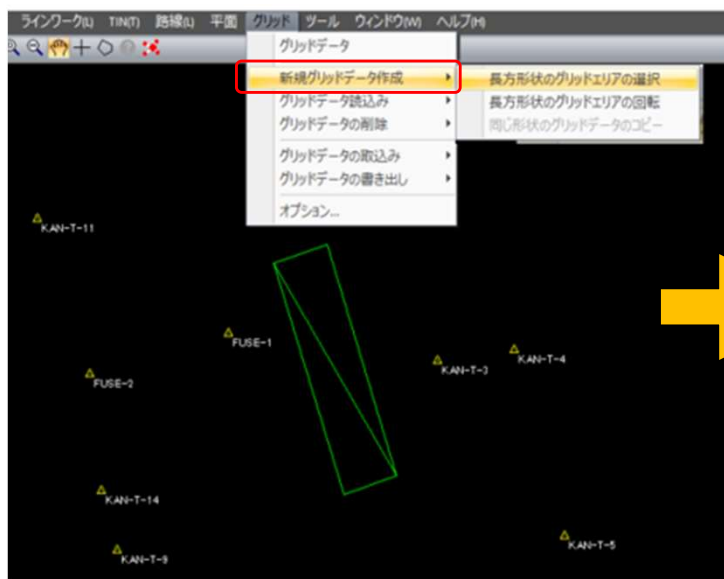 ラインワーク(L) TIN(T) 路線(L) 平面 グリッド ツール ウィンドウ(W) ヘルプ(H)
グリッドデータ
新規グリッドデータ作成
長方形状のグリッドエリアの選択
グリッドデータ読込み
長方形状のグリッドエリアの回転
グリッドデータの削除
同じ形状のグリッドデータのコピー
グリッドデータの取込み
グリッドデータの書き出し
オプション...
KAN-T-11
FUSE-1
KAN-T-3
KAN-T-4
FUSE-2
KAN-T-14
KAN-T-9
KAN-T-5